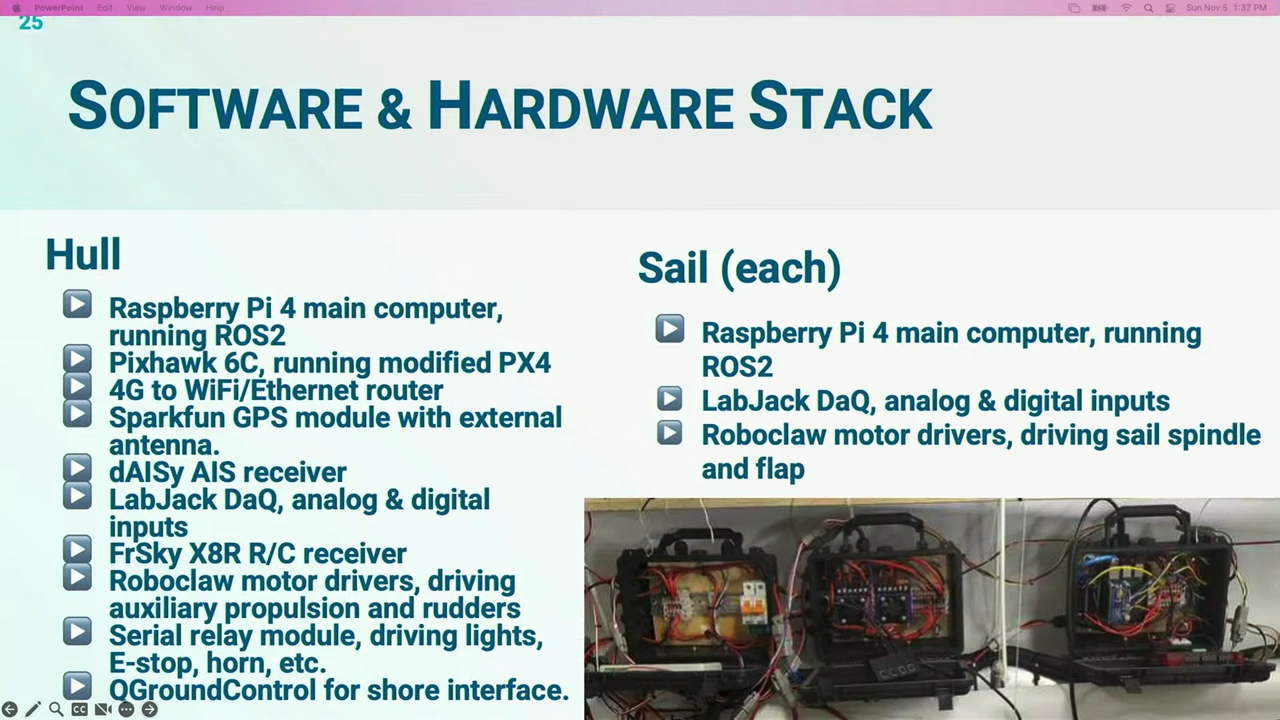 PowerPoint Edit View Window Help Sun Nov 5 1:37 PM
25
SOFTWARE & HARDWARE STACK
Hull
Raspberry Pi 4 main computer,
running ROS2
Pixhawk 6C, running modified PX4
4G to WiFi/Ethernet router
Sparkfun GPS module with external
antenna.
dAISy AIS receiver
LabJack DaQ, analog & digital
inputs
FrSky X8R R/C receiver
Roboclaw motor drivers, driving
auxiliary propulsion and rudders
Serial relay module, driving lights,
E-stop, horn, etc.
QGroundControl for shore interface.
Sail (each)
Raspberry Pi 4 main computer, running
ROS2
LabJack DaQ, analog & digital inputs
Roboclaw motor drivers, driving sail spindle
and flap